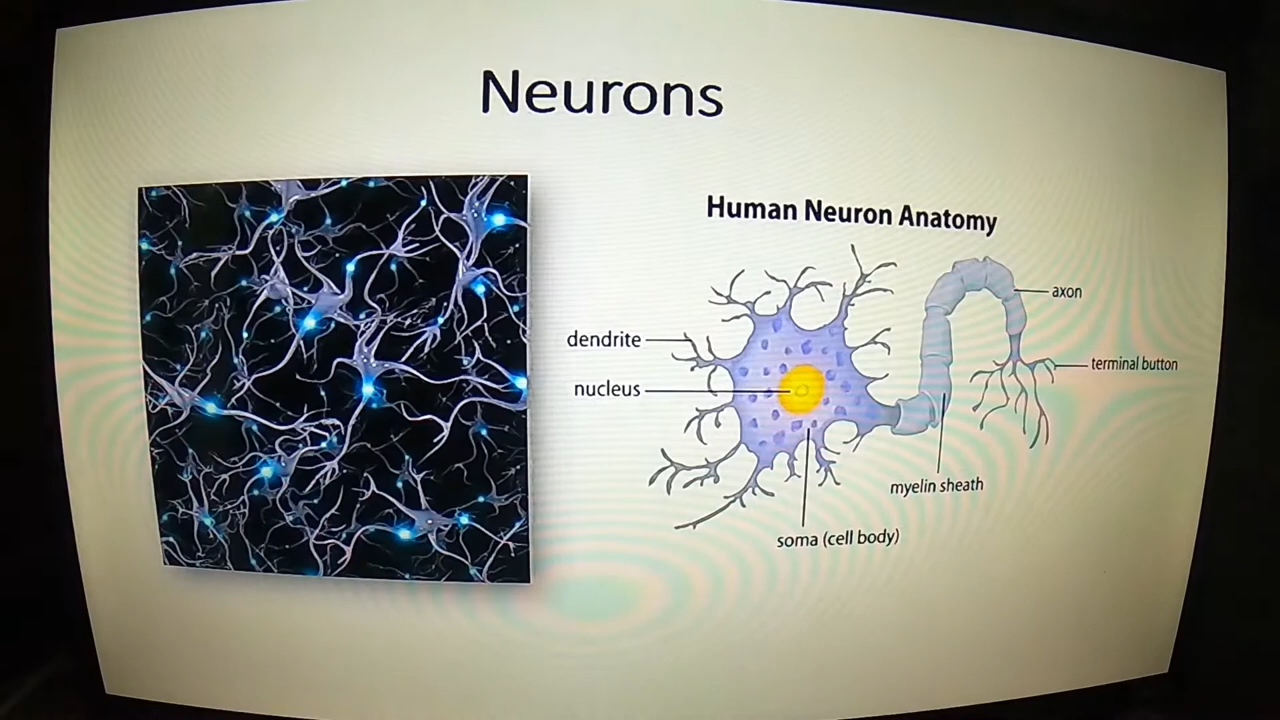 Neurons
Human Neuron Anatomy
axon
dendrite
terminal button
nucleus
myelin sheath
soma (cell body)